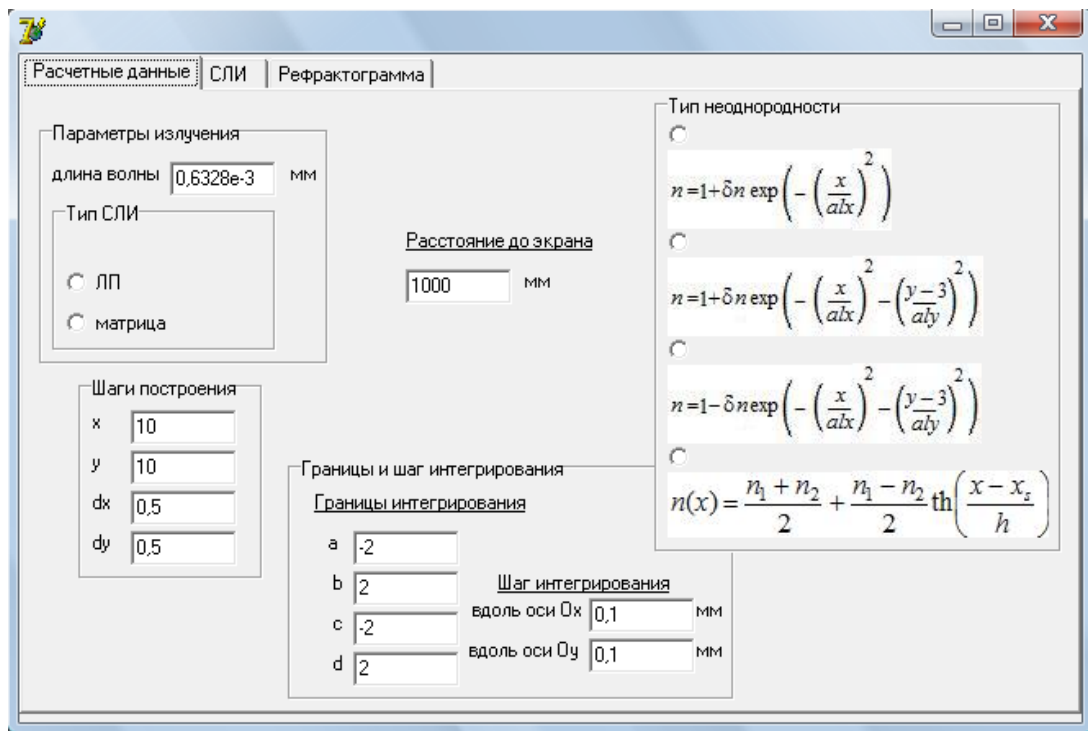 Расчетные данные СЛИ Рефрактограмма
Параметры излучения
длина волны 0,6328e-3 мм
Тип СЛИ
ЛП
матрица
Расстояние до экрана
1000 мм
Тип неоднородности
n=1+δn exp(−(x/alx)^2)
n=1+δn exp(−(x/alx)^2−((y−3)/aly)^2)
n=1−δn exp(−(x/alx)^2−((y−3)/aly)^2)
n(x)=(n₁+n₂)/2+(n₁−n₂)/2 th((x−xₛ)/h)
Шаги построения
x 10
y 10
dx 0,5
dy 0,5
Границы и шаг интегрирования
Границы интегрирования
a -2
b 2
c -2
d 2
Шаг интегрирования
вдоль оси Ox 0,1 мм
вдоль оси Oy 0,1 мм